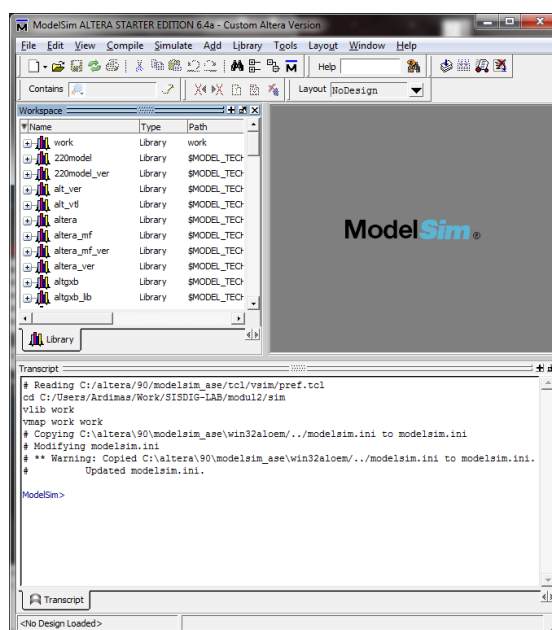 ModelSim ALTERA STARTER EDITION 6.4a - Custom Altera Version
File Edit View Compile Simulate Add Library Tools Layout Window Help
Help
Contains
Layout NoDesign
Workspace
Name Type Path
work Library work
220model Library $MODEL_TECH
220model_ver Library $MODEL_TECH
alt_ver Library $MODEL_TECH
alt_vtl Library $MODEL_TECH
altera Library $MODEL_TECH
altera_mf Library $MODEL_TECH
altera_mf_ver Library $MODEL_TECH
altera_ver Library $MODEL_TECH
altgxb Library $MODEL_TECH
altgxb_lib Library $MODEL_TECH
Library
ModelSim ®
Transcript
# Reading C:/altera/90/modelsim_ase/tcl/vsim/pref.tcl
cd C:/Users/Ardimas/Work/SISDIG-LAB/modul2/sim
vlib work
vmap work work
# Copying C:\altera\90\modelsim_ase\win32aloem/../modelsim.ini to modelsim.ini
# Modifying modelsim.ini
# ** Warning: Copied C:\altera\90\modelsim_ase\win32aloem/../modelsim.ini to modelsim.ini.
# Updated modelsim.ini.
ModelSim>
Transcript
<No Design Loaded>